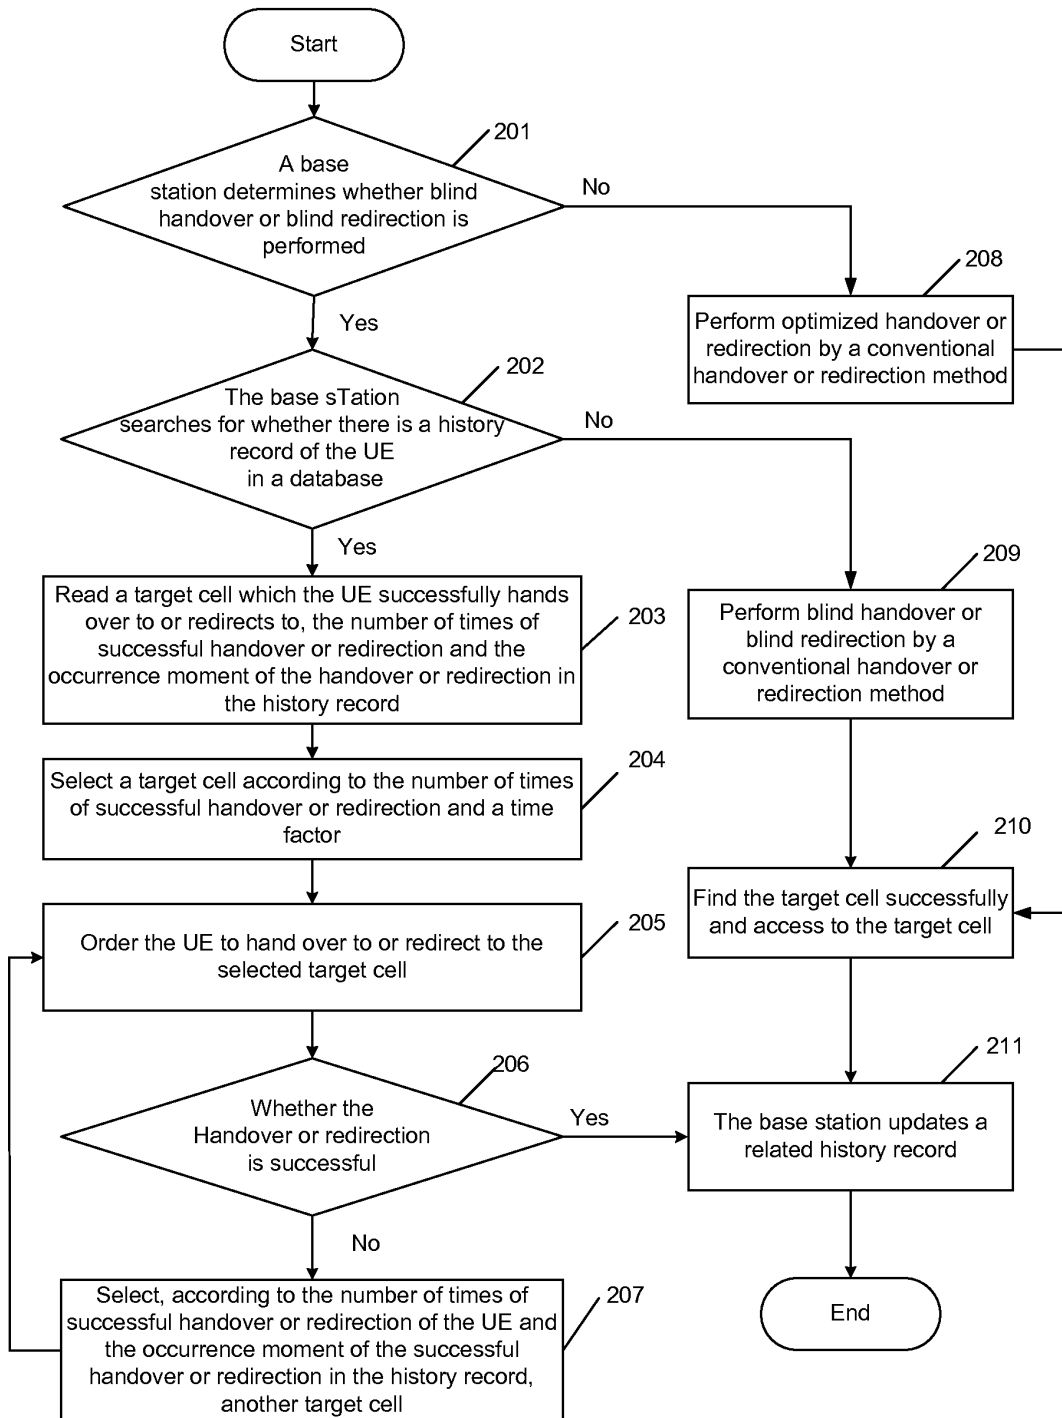 Start
201
A base
station determines whether blind
handover or blind redirection is
performed
No
Yes
208
Perform optimized handover or
redirection by a conventional
handover or redirection method
202
The base sTation
searches for whether there is a history
record of the UE
in a database
No
Yes
209
Perform blind handover or
blind redirection by a
conventional handover or
redirection method
203
Read a target cell which the UE successfully hands
over to or redirects to, the number of times of
successful handover or redirection and the
occurrence moment of the handover or redirection in
the history record
204
Select a target cell according to the number of times
of successful handover or redirection and a time
factor
210
Find the target cell successfully
and access to the target cell
205
Order the UE to hand over to or redirect to the
selected target cell
206
Whether the
Handover or redirection
is successful
Yes
No
211
The base station updates a
related history record
207
Select, according to the number of times of
successful handover or redirection of the UE and
the occurrence moment of the successful
handover or redirection in the history record,
another target cell
End